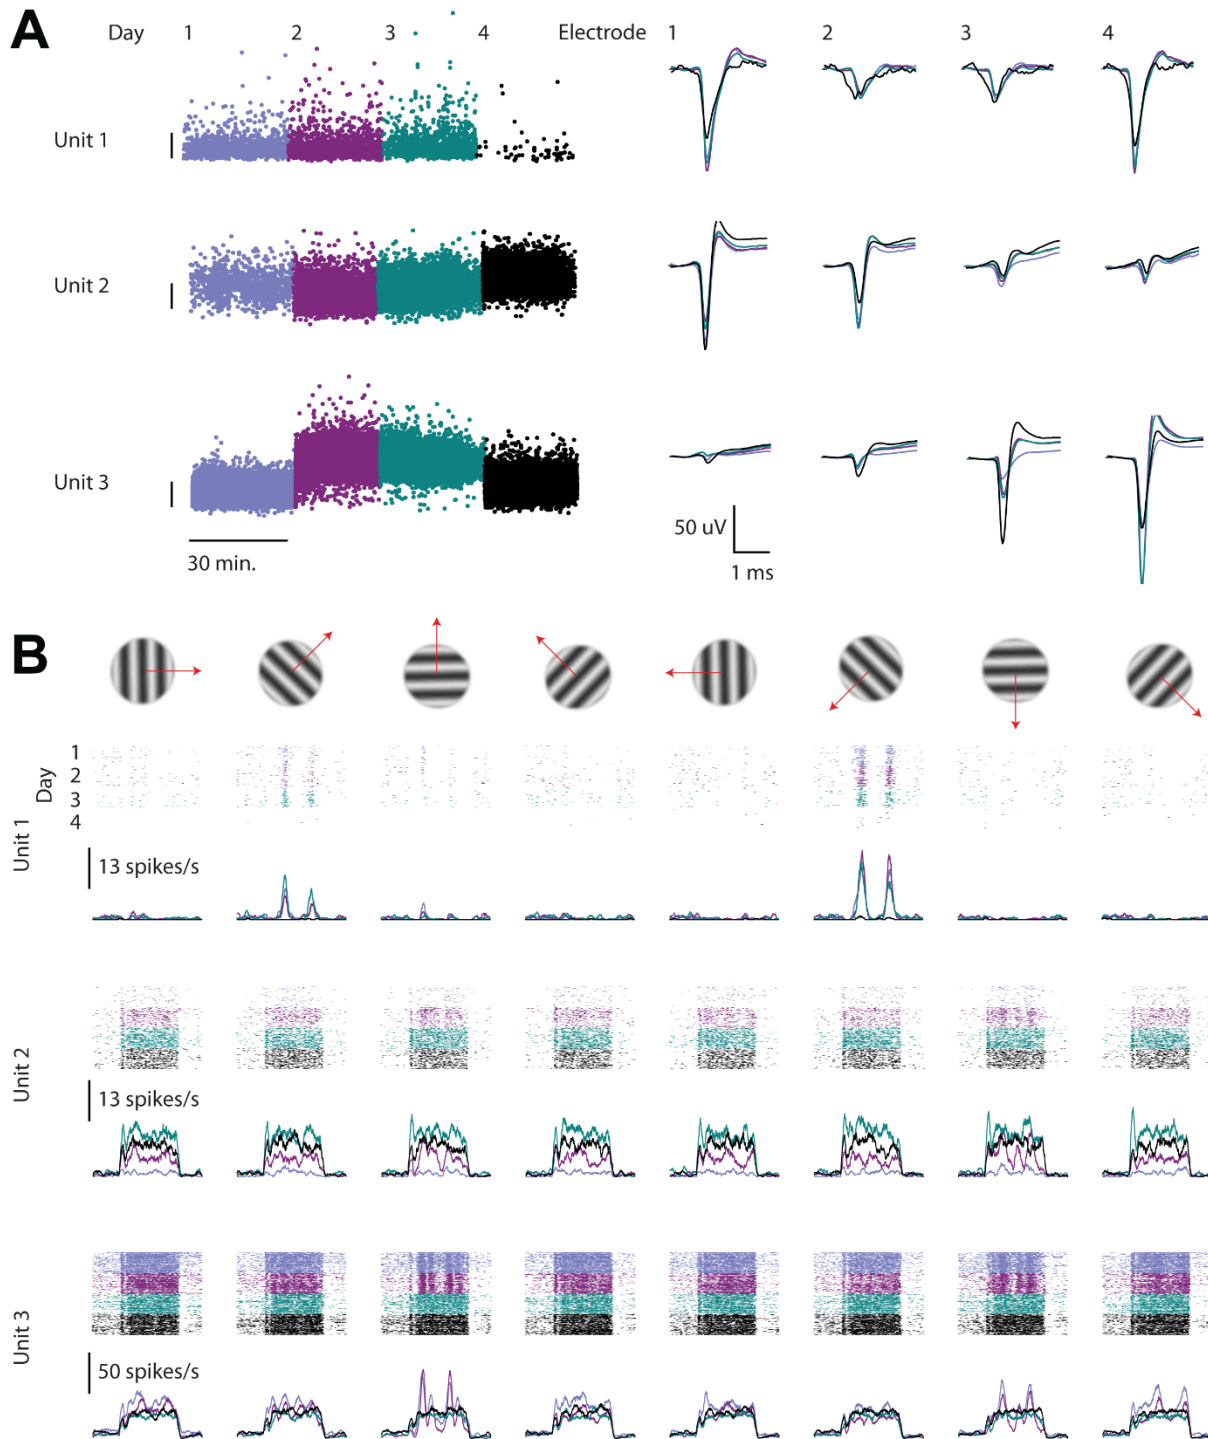 A
Day 1 2 3 4 Electrode 1 2 3 4
Unit 1
Unit 2
Unit 3
50 uV
1 ms
30 min.
B
Day
1
2
3
4
Unit 1
13 spikes/s
Unit 2
13 spikes/s
Unit 3
50 spikes/s